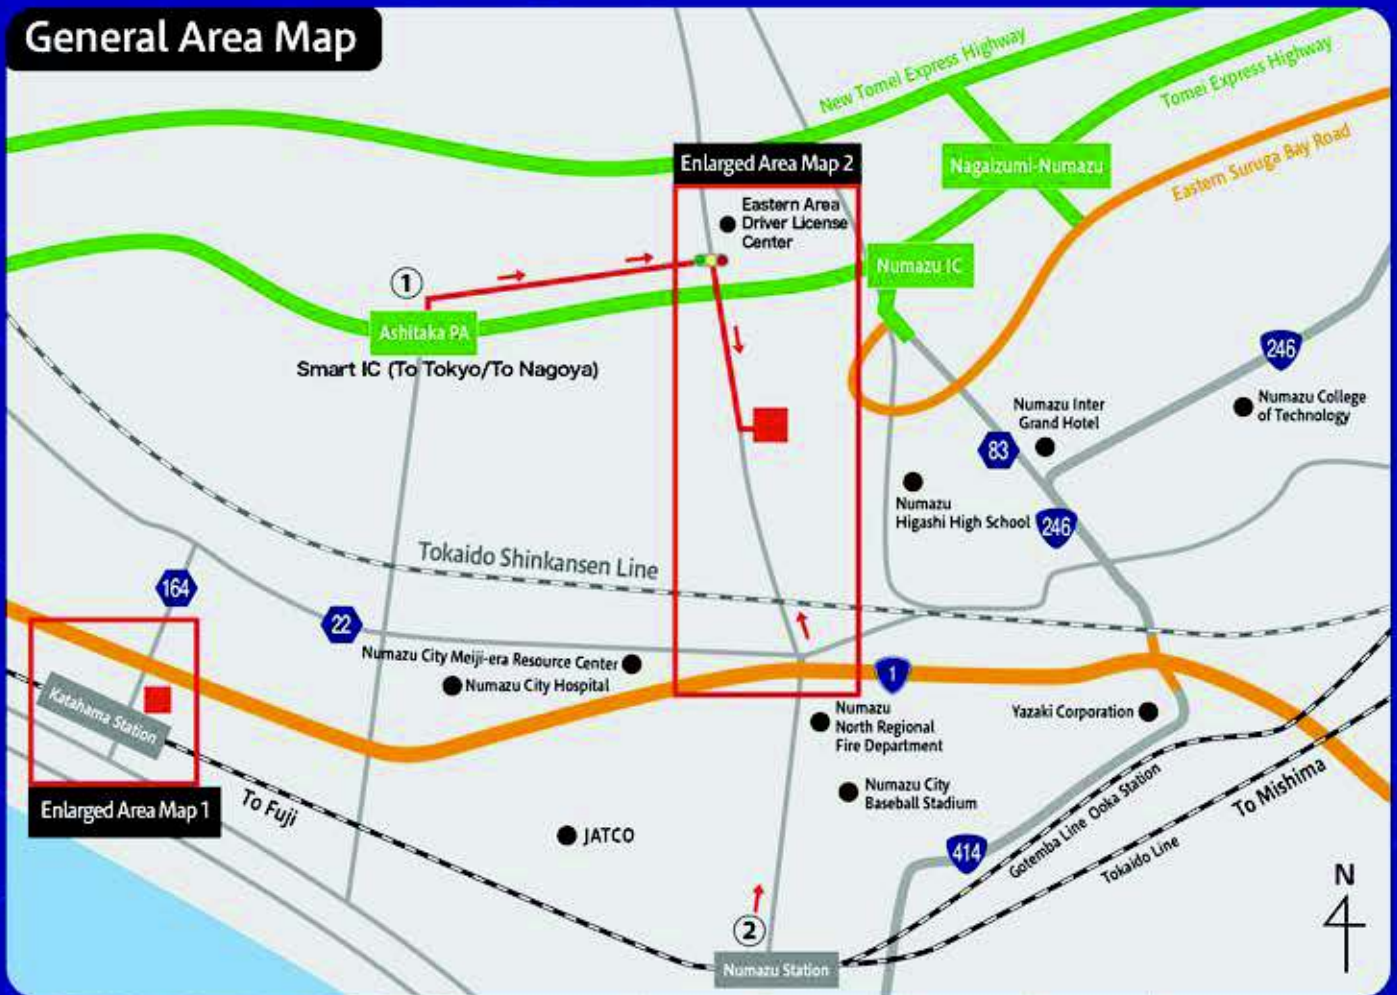 General Area Map
New Tomei Express Highway
Tomei Express Highway
Eastern Suruga Bay Road
Enlarged Area Map 2
Nagaizumi-Numazu
Eastern Area
Driver License
Center
Numazu IC
①
Ashitaka PA
Smart IC (To Tokyo/To Nagoya)
246
Numazu College
of Technology
Numazu Inter
Grand Hotel
83
Numazu
Higashi High School
246
Tokaido Shinkansen Line
164
22
Numazu City Meiji-era Resource Center
Numazu City Hospital
1
Katahama Station
Numazu
North Regional
Fire Department
Yazaki Corporation
Numazu City
Baseball Stadium
Enlarged Area Map 1
To Fuji
JATCO
414
Gotemba Line Ooka Station
Tokaido Line
To Mishima
N
②
Numazu Station